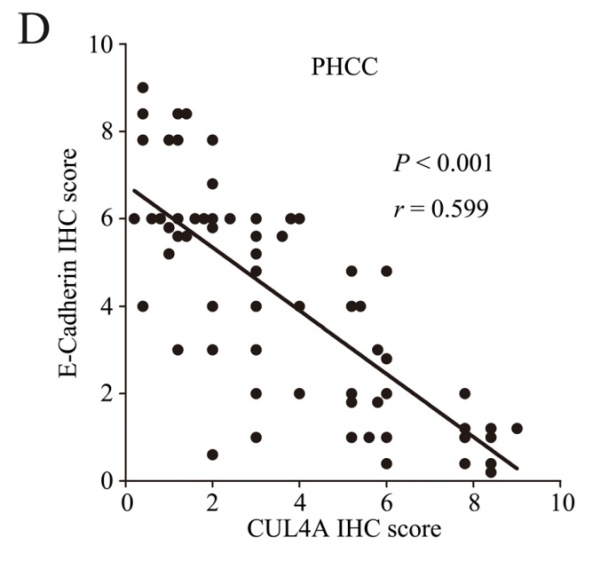 D
PHCC
P < 0.001
r = 0.599
E-Cadherin IHC score
10
8
6
4
2
0
0 2 4 6 8 10
CUL4A IHC score